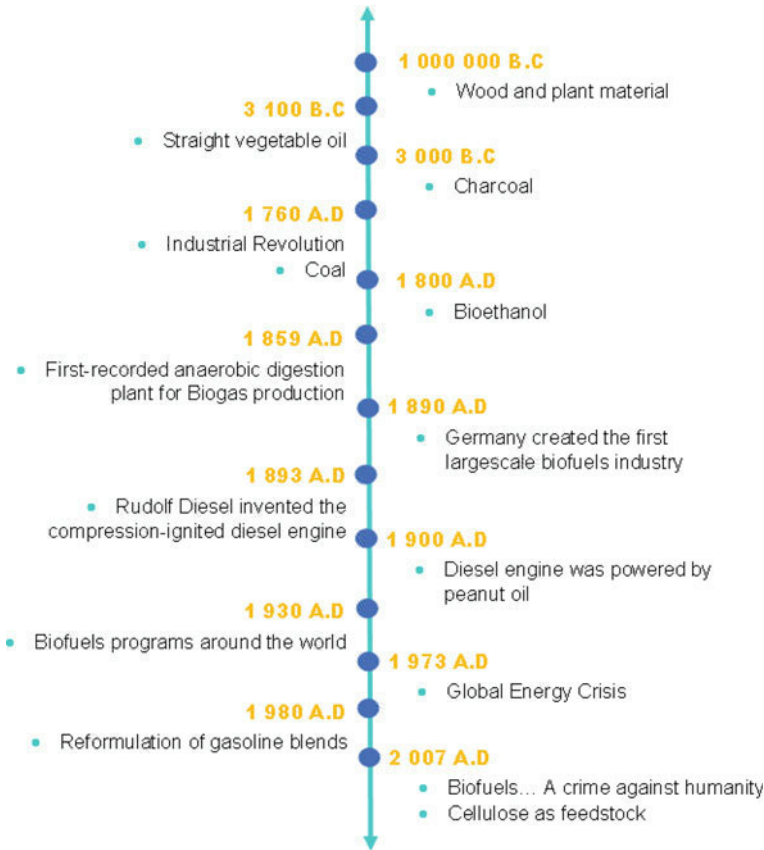 1 000 000 B.C
• Wood and plant material
3 100 B.C
• Straight vegetable oil
3 000 B.C
• Charcoal
1 760 A.D
• Industrial Revolution
• Coal
1 800 A.D
• Bioethanol
1 859 A.D
• First-recorded anaerobic digestion
plant for Biogas production
1 890 A.D
• Germany created the first
largescale biofuels industry
1 893 A.D
• Rudolf Diesel invented the
compression-ignited diesel engine
1 900 A.D
• Diesel engine was powered by
peanut oil
1 930 A.D
• Biofuels programs around the world
1 973 A.D
• Global Energy Crisis
1 980 A.D
• Reformulation of gasoline blends
2 007 A.D
• Biofuels... A crime against humanity
• Cellulose as feedstock